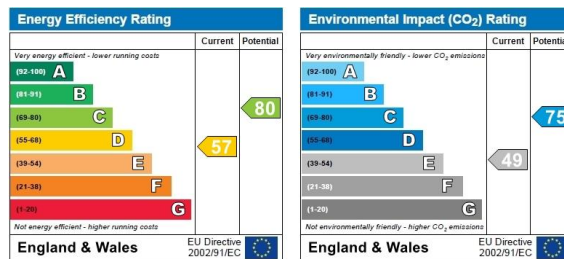 Energy Efficiency Rating
Current Potential
Very energy efficient - lower running costs
(92-100) A
(81-91) B
(69-80) C
(55-68) D
(39-54) E
(21-38) F
(1-20) G
57
80
Not energy efficient - higher running costs
England & Wales
EU Directive
2002/91/EC
Environmental Impact (CO₂) Rating
Current Potential
Very environmentally friendly - lower CO₂ emissions
(92-100) A
(81-91) B
(69-80) C
(55-68) D
(39-54) E
(21-38) F
(1-20) G
49
75
Not environmentally friendly - higher CO₂ emissions
England & Wales
EU Directive
2002/91/EC